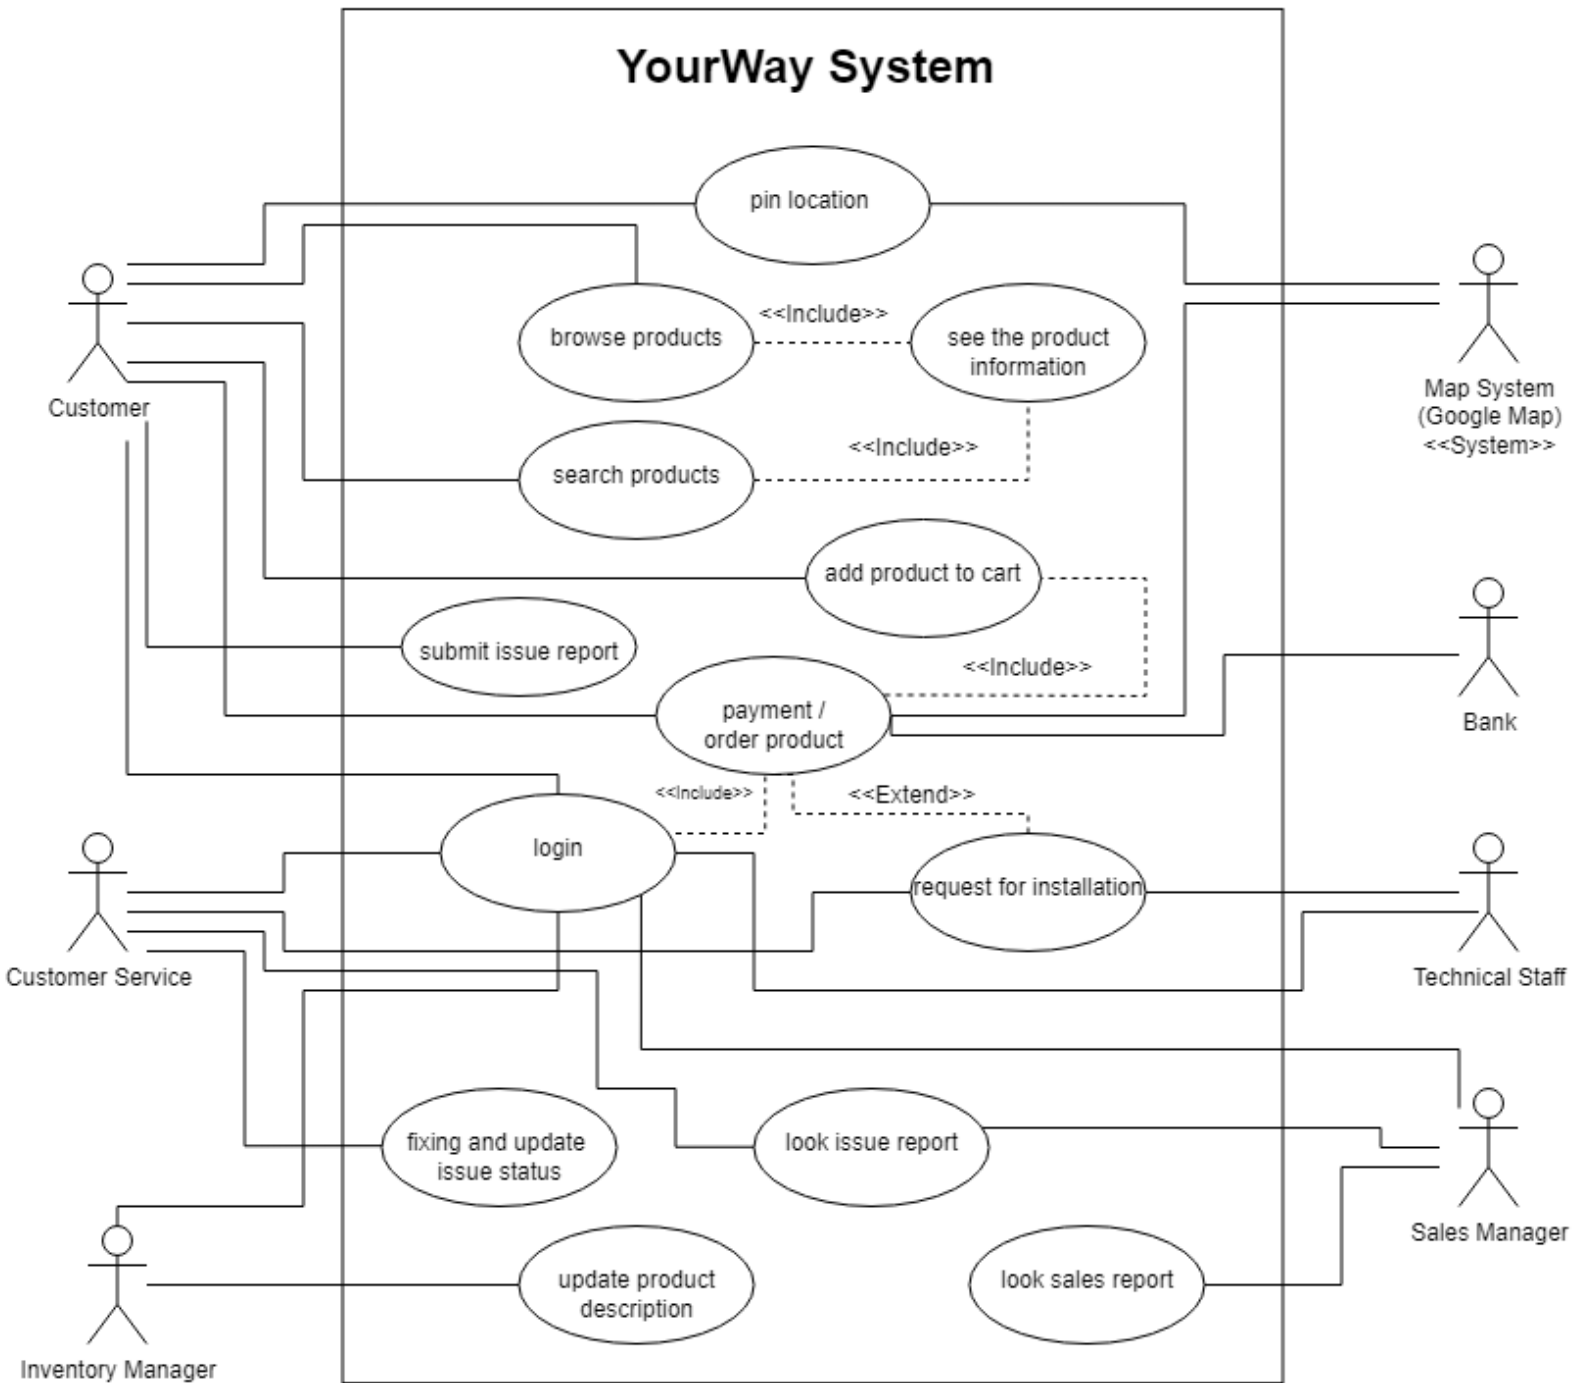 YourWay System
pin location
<<Include>>
browse products
see the product
information
Customer
Map System
(Google Map)
<<System>>
<<Include>>
search products
add product to cart
submit issue report
<<Include>>
payment /
order product
Bank
<<Include>>
<<Extend>>
login
request for installation
Customer Service
Technical Staff
fixing and update
issue status
look issue report
Sales Manager
update product
description
look sales report
Inventory Manager